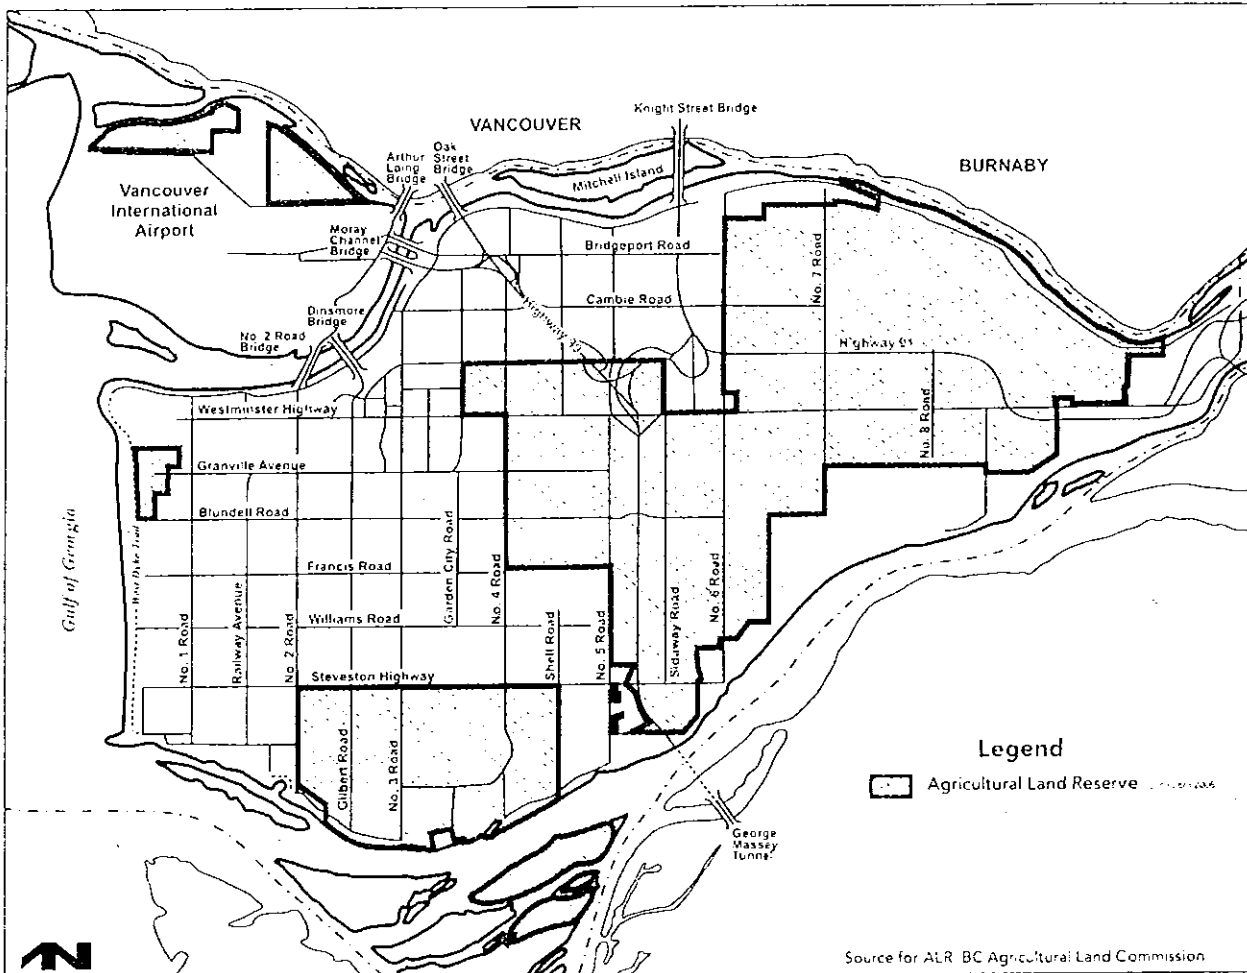 Knight Street Bridge
VANCOUVER
BURNABY
Arthur
Laing
Bridge
Oak
Street
Bridge
Mitchell Island
Vancouver
International
Airport
Moray
Channel
Bridge
Bridgeport Road
No. 7 Road
Cambie Road
Dinsmore
Bridge
No. 2 Road
Bridge
Highway 99
Highway 91
Westminster Highway
No. 8 Road
Granville Avenue
Blundell Road
Gulf of Georgia
West Dyke Trail
Francis Road
Garden City Road
No. 4 Road
Williams Road
No. 1 Road
Railway Avenue
No. 2 Road
Shell Road
No. 5 Road
Sidaway Road
No. 6 Road
Steveston Highway
Gilbert Road
No. 3 Road
Legend
Agricultural Land Reserve
George
Massey
Tunnel
N
Source for ALR BC Agricultural Land Commission